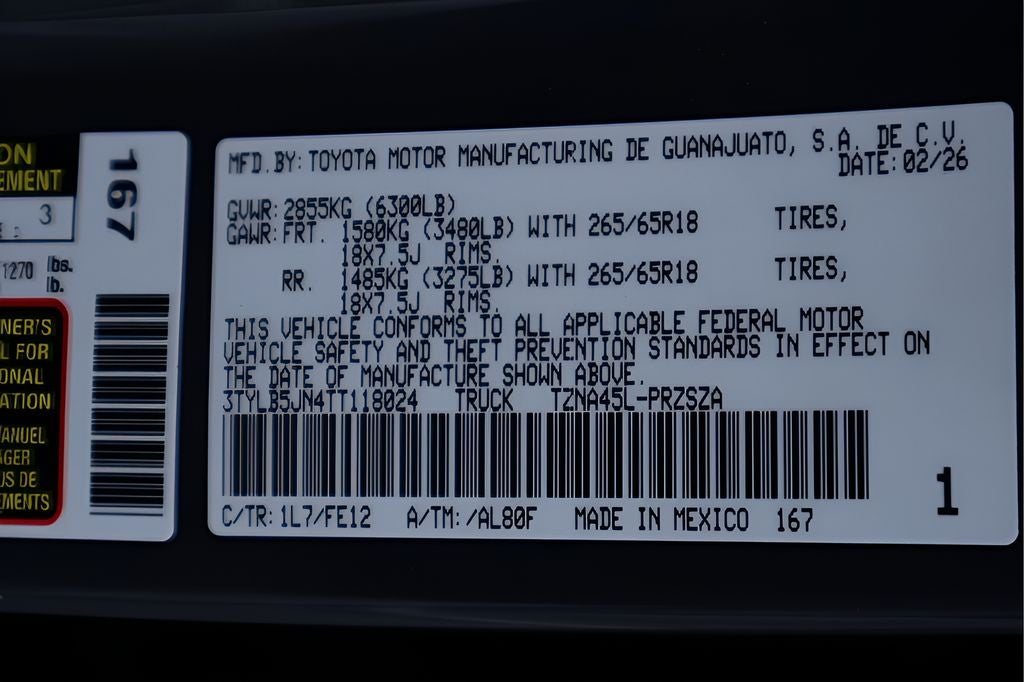 ON
EMENT
3
1270 lbs.
lb.
NER'S
L FOR
ONAL
ATION
MANUEL
AGER
US DE
EMENTS
167
MFD.BY: TOYOTA MOTOR MANUFACTURING DE GUANAJUATO, S.A. DE C.V.
DATE: 02/26
GVWR: 2855KG (6300LB)
GAWR: FRT. 1580KG (3480LB) WITH 265/65R18 TIRES,
18X7.5J RIMS.
RR. 1485KG (3275LB) WITH 265/65R18 TIRES,
18X7.5J RIMS.
THIS VEHICLE CONFORMS TO ALL APPLICABLE FEDERAL MOTOR
VEHICLE SAFETY AND THEFT PREVENTION STANDARDS IN EFFECT ON
THE DATE OF MANUFACTURE SHOWN ABOVE.
3TYLB5JN4TT118024 TRUCK TZNA45L-PRZSZA
1
C/TR: 1L7/FE12 A/TM: /AL80F MADE IN MEXICO 167